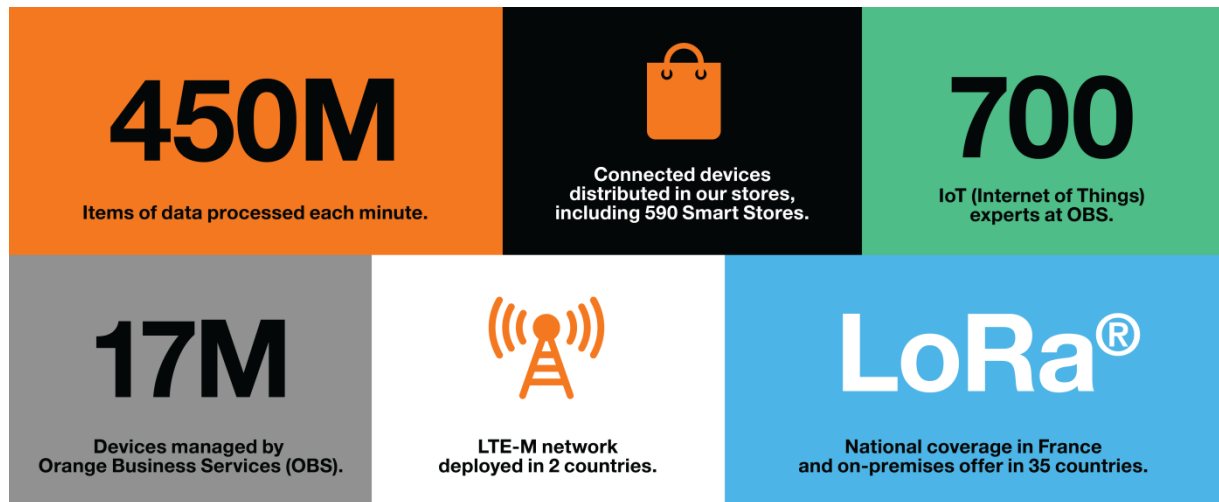 450M
Items of data processed each minute.
Connected devices
distributed in our stores,
including 590 Smart Stores.
700
IoT (Internet of Things)
experts at OBS.
17M
Devices managed by
Orange Business Services (OBS).
LTE-M network
deployed in 2 countries.
LoRa®
National coverage in France
and on-premises offer in 35 countries.